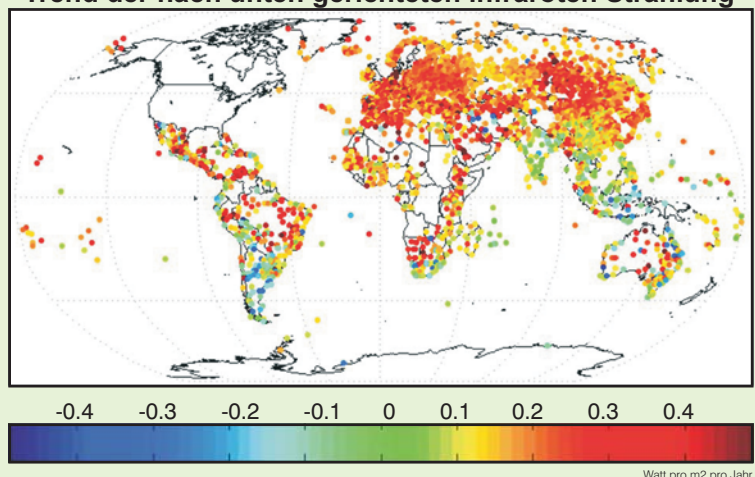 Trend der nach unten gerichteten infraroten Strahlung
-0.4 -0.3 -0.2 -0.1 0 0.1 0.2 0.3 0.4
Watt pro m2 pro Jahr